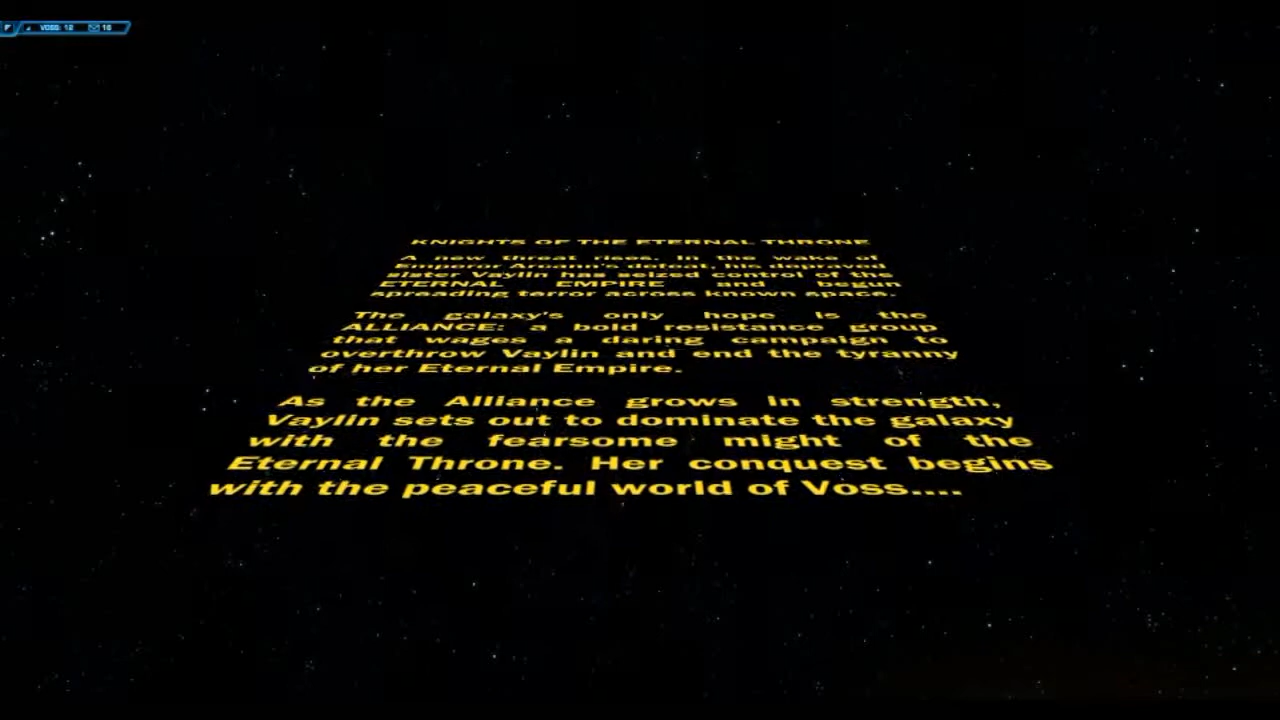 VOSS: 12 16
KNIGHTS OF THE ETERNAL THRONE
A new threat rises. In the wake of
Emperor Arcann's defeat, his depraved
sister Vaylin has seized control of the
ETERNAL EMPIRE and begun
spreading terror across known space.
The galaxy's only hope is the
ALLIANCE: a bold resistance group
that wages a daring campaign to
overthrow Vaylin and end the tyranny
of her Eternal Empire.
As the Alliance grows in strength,
Vaylin sets out to dominate the galaxy
with the fearsome might of the
Eternal Throne. Her conquest begins
with the peaceful world of Voss....